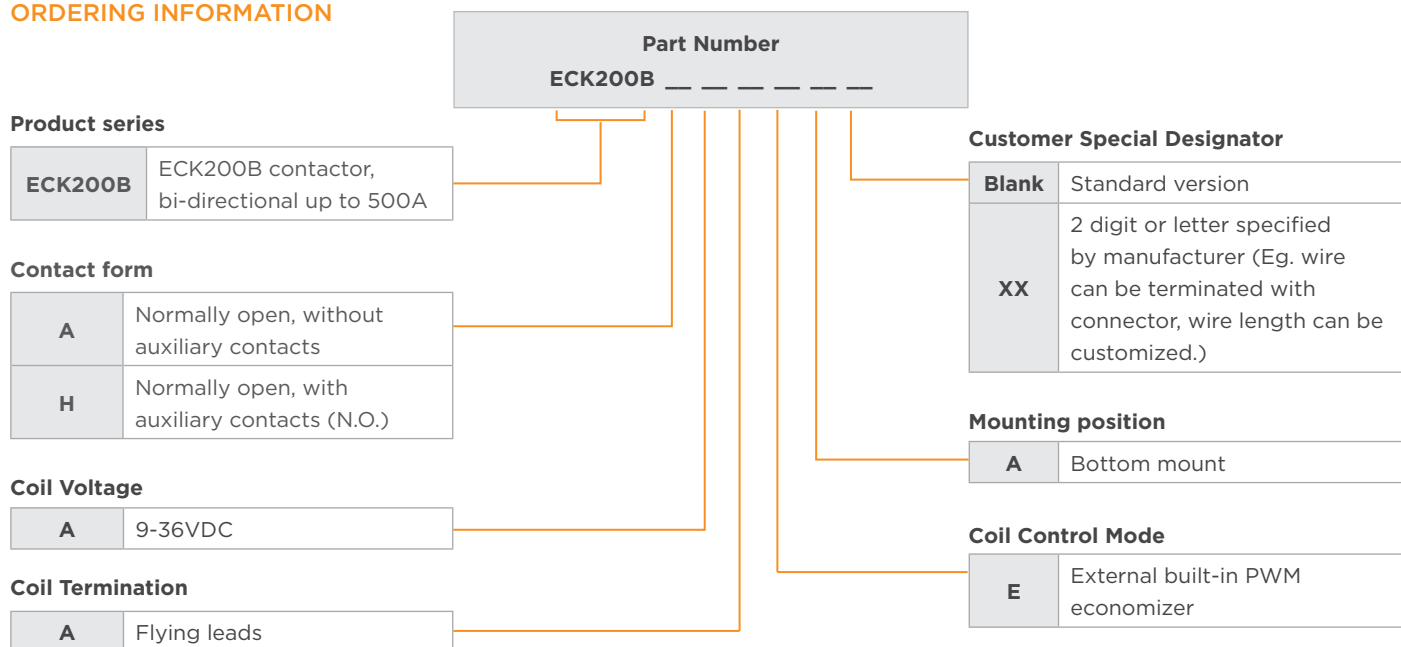 ORDERING INFORMATION
Part Number
ECK200B __ __ __ __ __ __
Product series
ECK200B
ECK200B contactor,
bi-directional up to 500A
Contact form
A
Normally open, without
auxiliary contacts
H
Normally open, with
auxiliary contacts (N.O.)
Coil Voltage
A
9-36VDC
Coil Termination
A
Flying leads
Customer Special Designator
Blank
Standard version
XX
2 digit or letter specified
by manufacturer (Eg. wire
can be terminated with
connector, wire length can be
customized.)
Mounting position
A
Bottom mount
Coil Control Mode
E
External built-in PWM
economizer